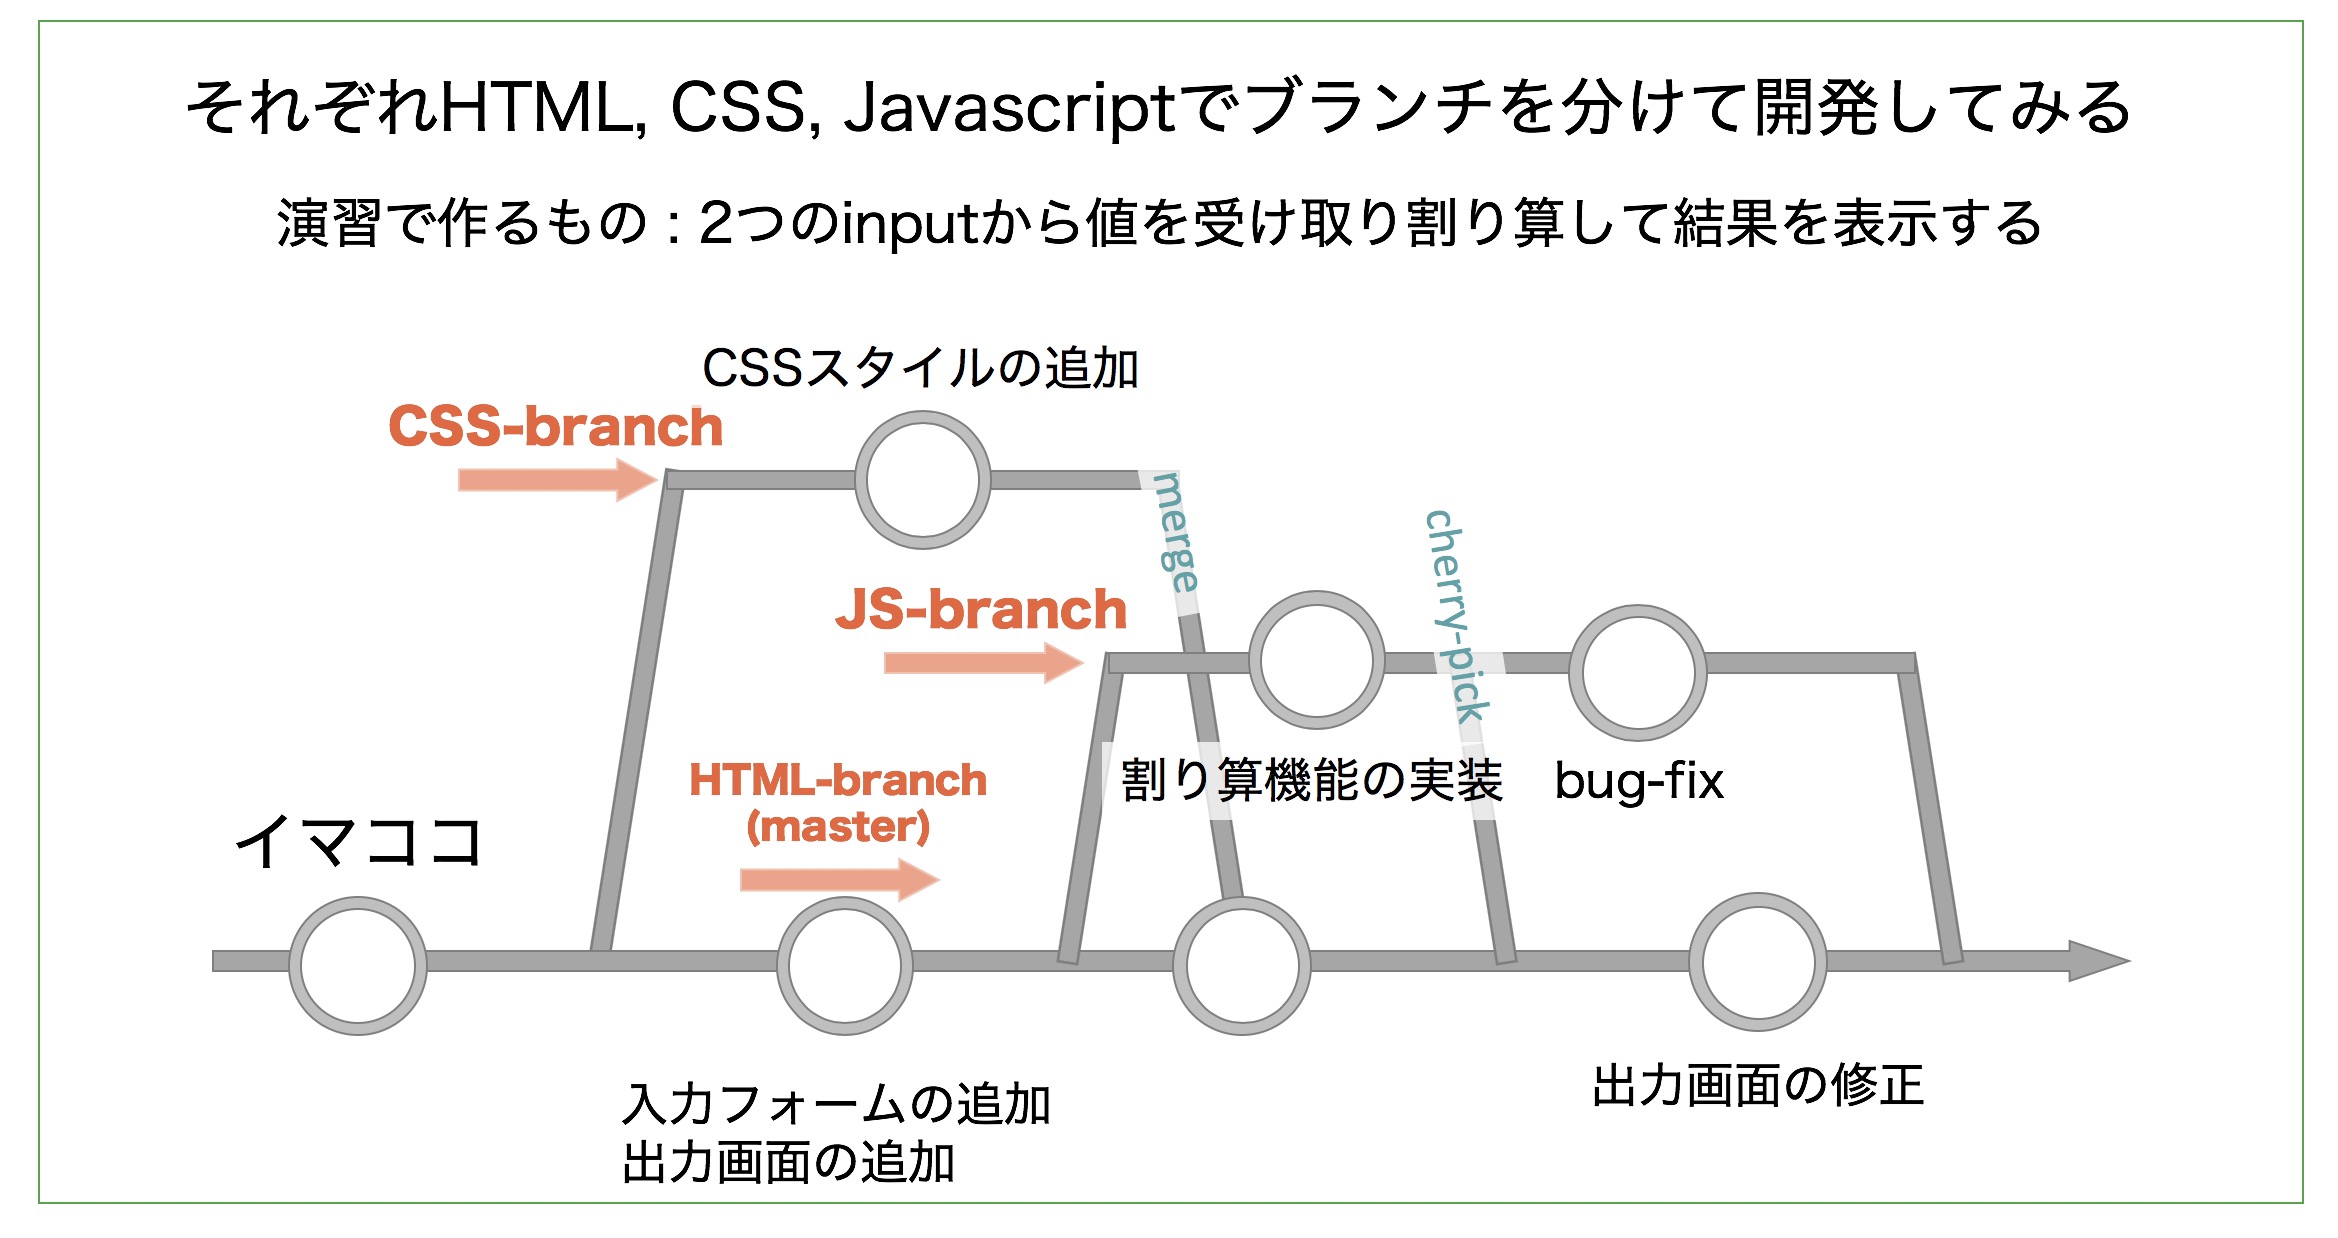 それぞれHTML, CSS, Javascriptでブランチを分けて開発してみる
演習で作るもの : 2つのinputから値を受け取り割り算して結果を表示する
CSSスタイルの追加
CSS-branch
merge
cherry-pick
JS-branch
HTML-branch
(master)
割り算機能の実装
bug-fix
イマココ
入力フォームの追加
出力画面の追加
出力画面の修正